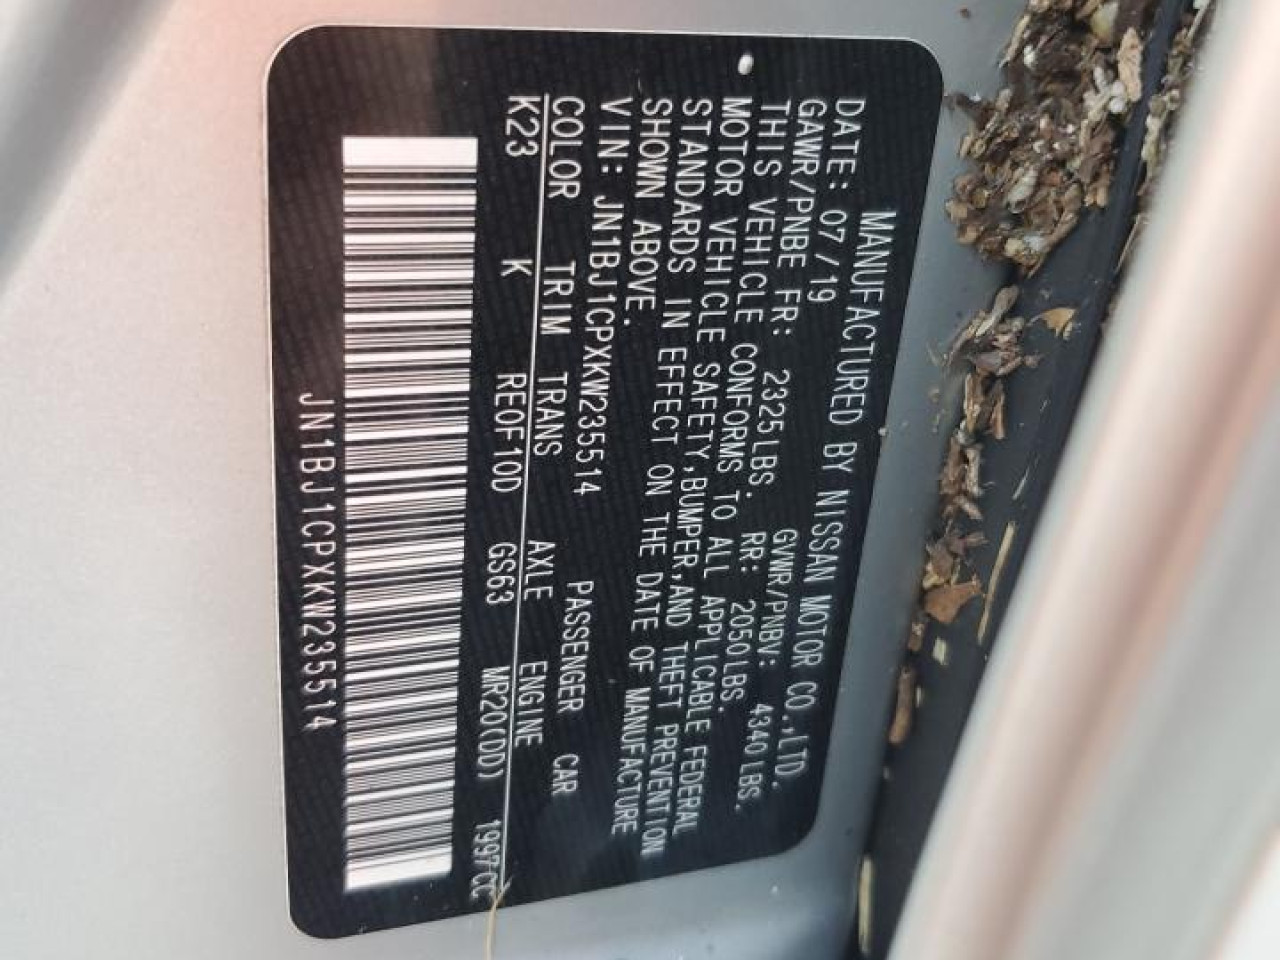 MANUFACTURED BY NISSAN MOTOR CO.,LTD.
DATE: 07/19 GVWR/PNBV: 4340LBS.
GAWR/PNBE FR: 2325LBS. RR: 2050LBS.
THIS VEHICLE CONFORMS TO ALL APPLICABLE FEDERAL
MOTOR VEHICLE SAFETY,BUMPER,AND THEFT PREVENTION
STANDARDS IN EFFECT ON THE DATE OF MANUFACTURE
SHOWN ABOVE.
VIN: JN1BJ1CPXKW235514 PASSENGER CAR
COLOR TRIM TRANS AXLE ENGINE
K23 K RE0F10D GS63 MR20(DD) 1997CC
JN1BJ1CPXKW235514